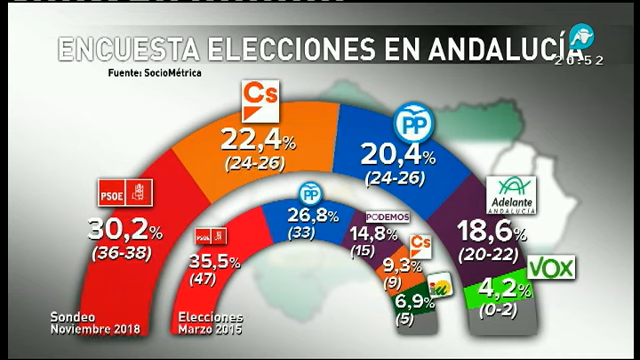 ENCUESTA ELECCIONES EN ANDALUCÍA
20:52
Fuente: SocioMétrica
Cs
22,4%
(24-26)
PP
20,4%
(24-26)
PSOE
30,2%
(36-38)
Adelante
ANDALUCÍA
18,6%
(20-22)
VOX
4,2%
(0-2)
PSOE
35,5%
(47)
PP
26,8%
(33)
PODEMOS
14,8%
(15)
Cs
9,3%
(9)
iu
6,9%
(5)
Sondeo
Noviembre 2018
Elecciones
Marzo 2015